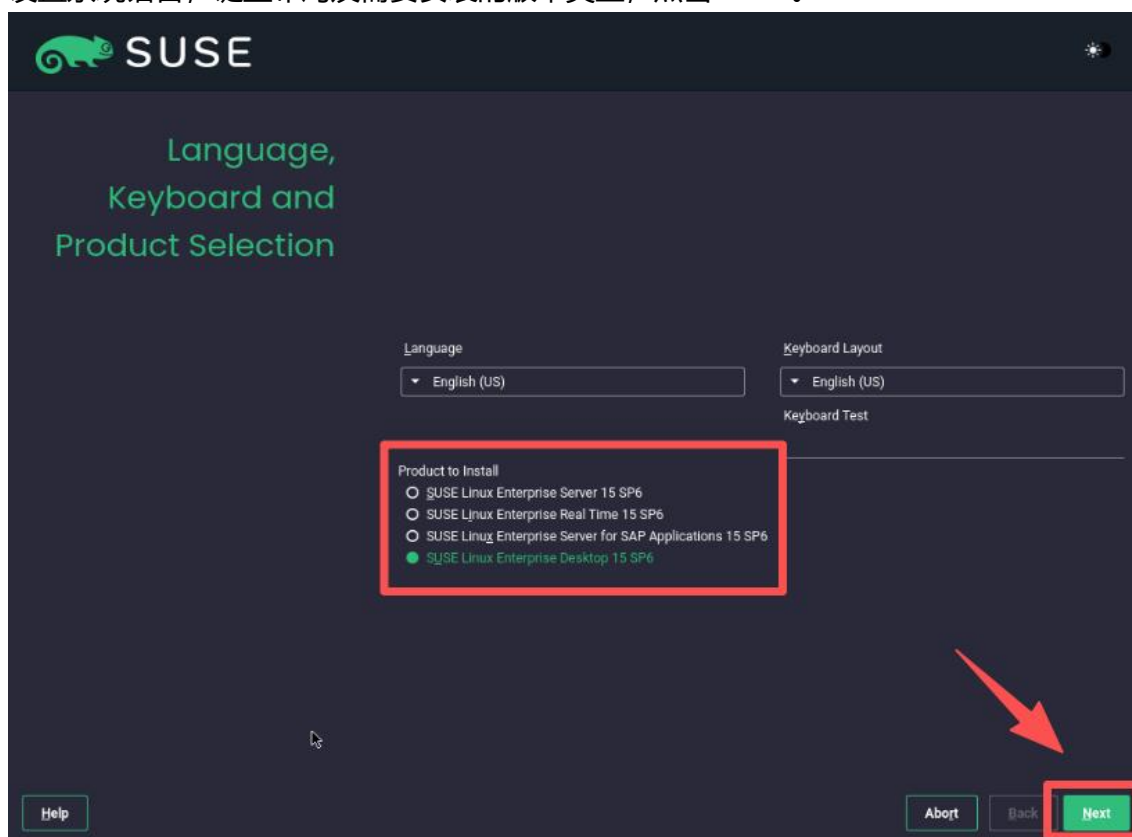 SUSE
Language,
Keyboard and
Product Selection
Language
Keyboard Layout
English (US)
English (US)
Keyboard Test
Product to Install
SUSE Linux Enterprise Server 15 SP6
SUSE Linux Enterprise Real Time 15 SP6
SUSE Linux Enterprise Server for SAP Applications 15 SP6
SUSE Linux Enterprise Desktop 15 SP6
Help
Abort
Back
Next